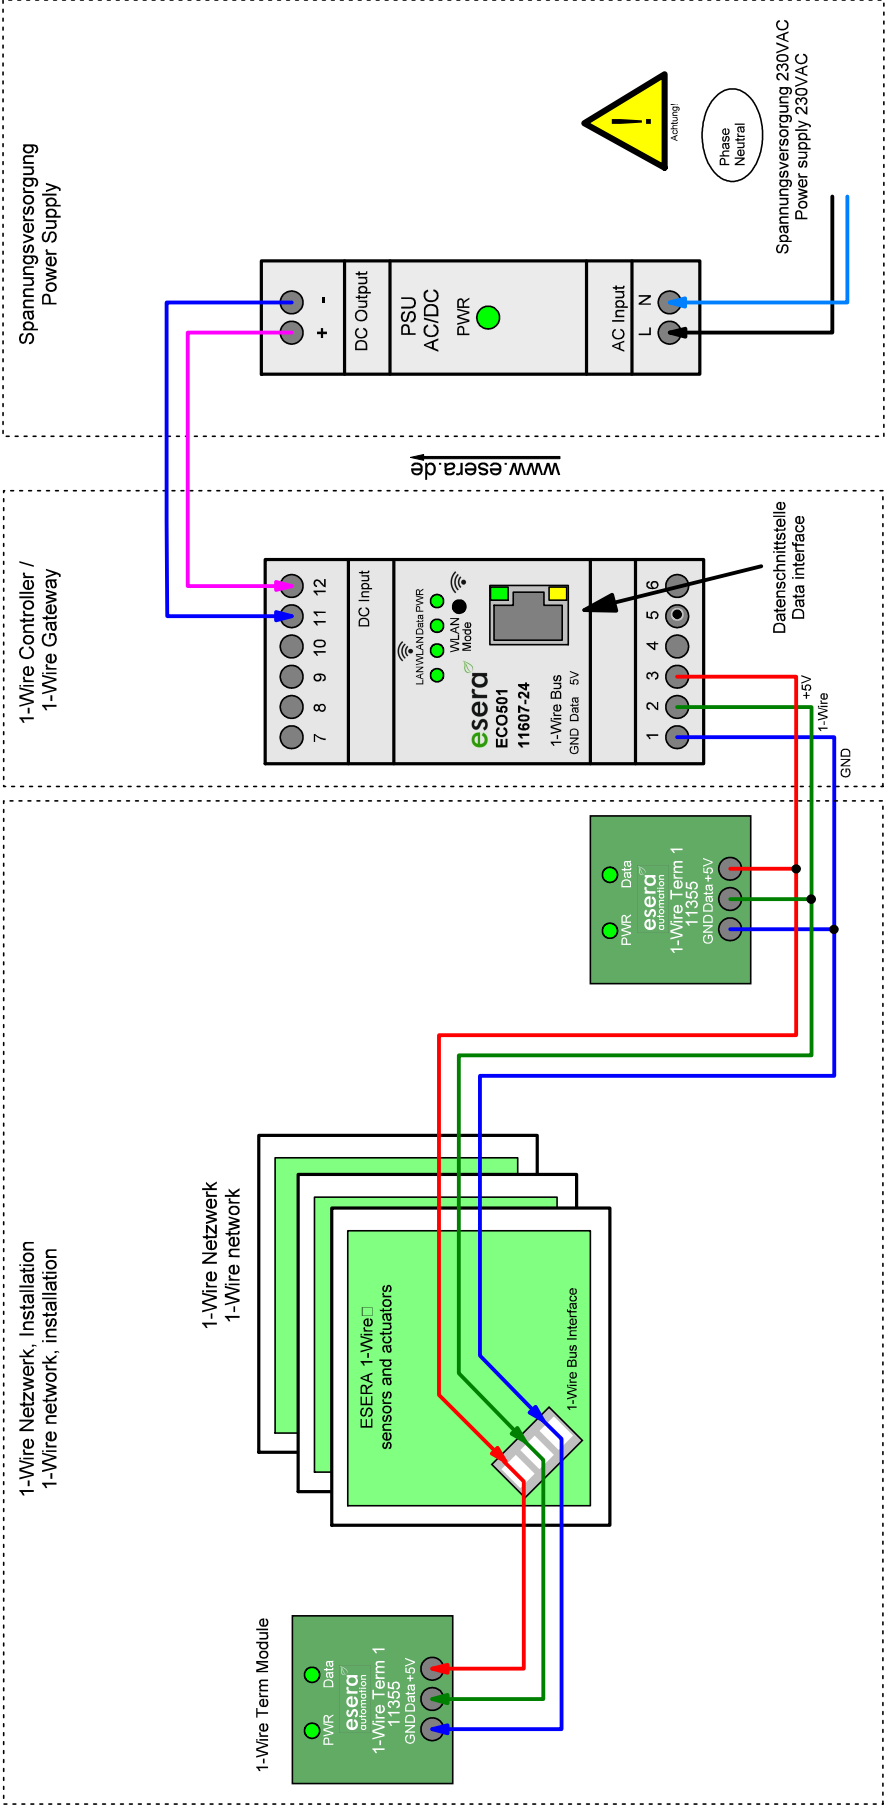 1-Wire Netzwerk, Installation
1-Wire network, installation
1-Wire Controller /
1-Wire Gateway
Spannungsversorgung
Power Supply
1-Wire Term Module
PWR
Data
esera
automation
1-Wire Term 1
11355
GND Data +5V
1-Wire Netzwerk
1-Wire network
ESERA 1-Wire□
sensors and actuators
1-Wire Bus Interface
PWR
Data
esera
automation
1-Wire Term 1
11355
GND Data +5V
7 8 9 10 11 12
DC Input
LAN WLAN Data PWR
WLAN
Mode
esera
ECO501
11607-24
1-Wire Bus
GND Data 5V
1 2 3 4 5 6
+5V
1-Wire
GND
Datenschnittstelle
Data interface
www.esera.de
+ -
DC Output
PSU
AC/DC
PWR
AC Input
L N
Achtung!
Phase
Neutral
Spannungsversorgung 230VAC
Power supply 230VAC